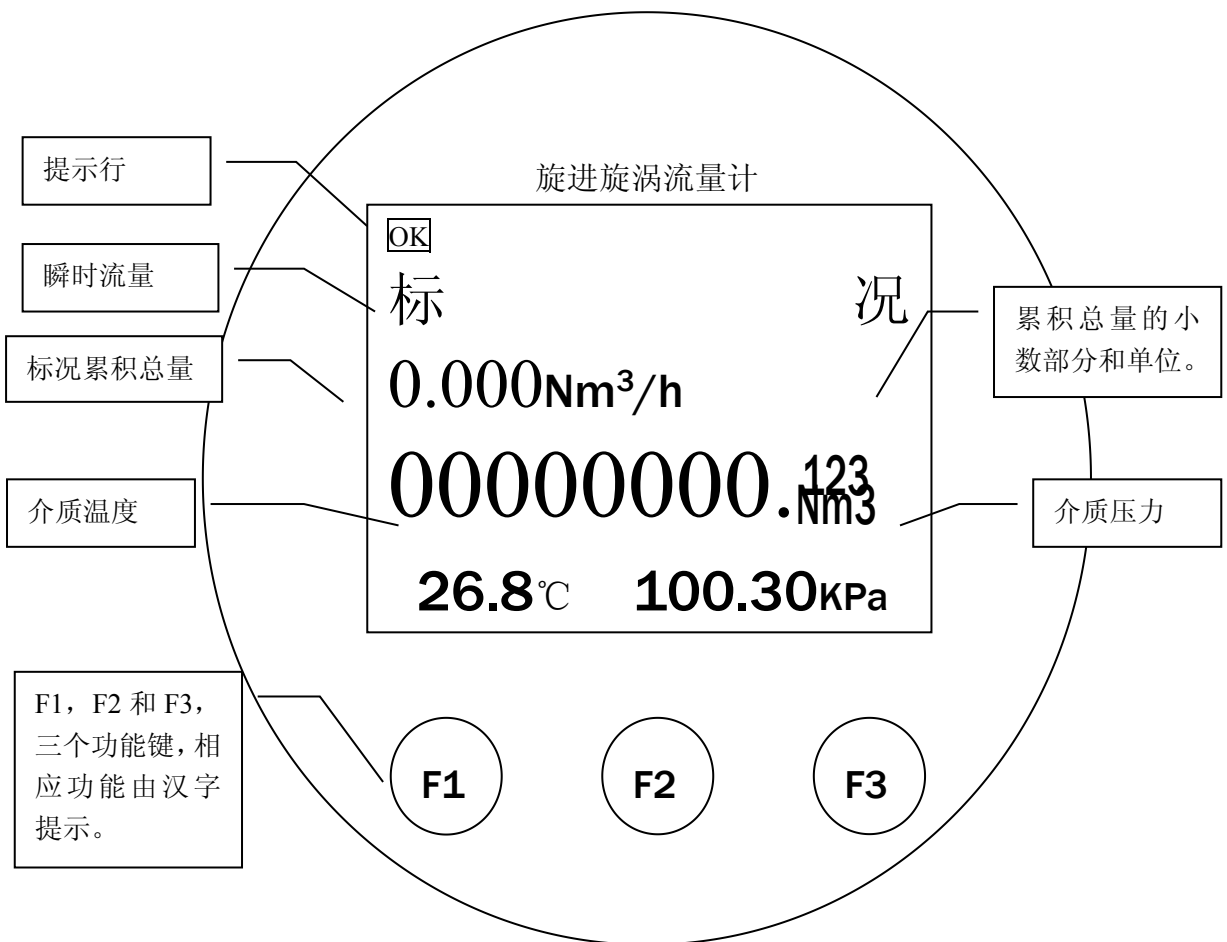 提示行
旋进旋涡流量计
OK
瞬时流量
标 况
累积总量的小
数部分和单位。
标况累积总量
0.000Nm³/h
00000000.123
Nm3
介质温度
介质压力
26.8℃ 100.30KPa
F1，F2 和 F3，
三个功能键，相
应功能由汉字
提示。
F1 F2 F3